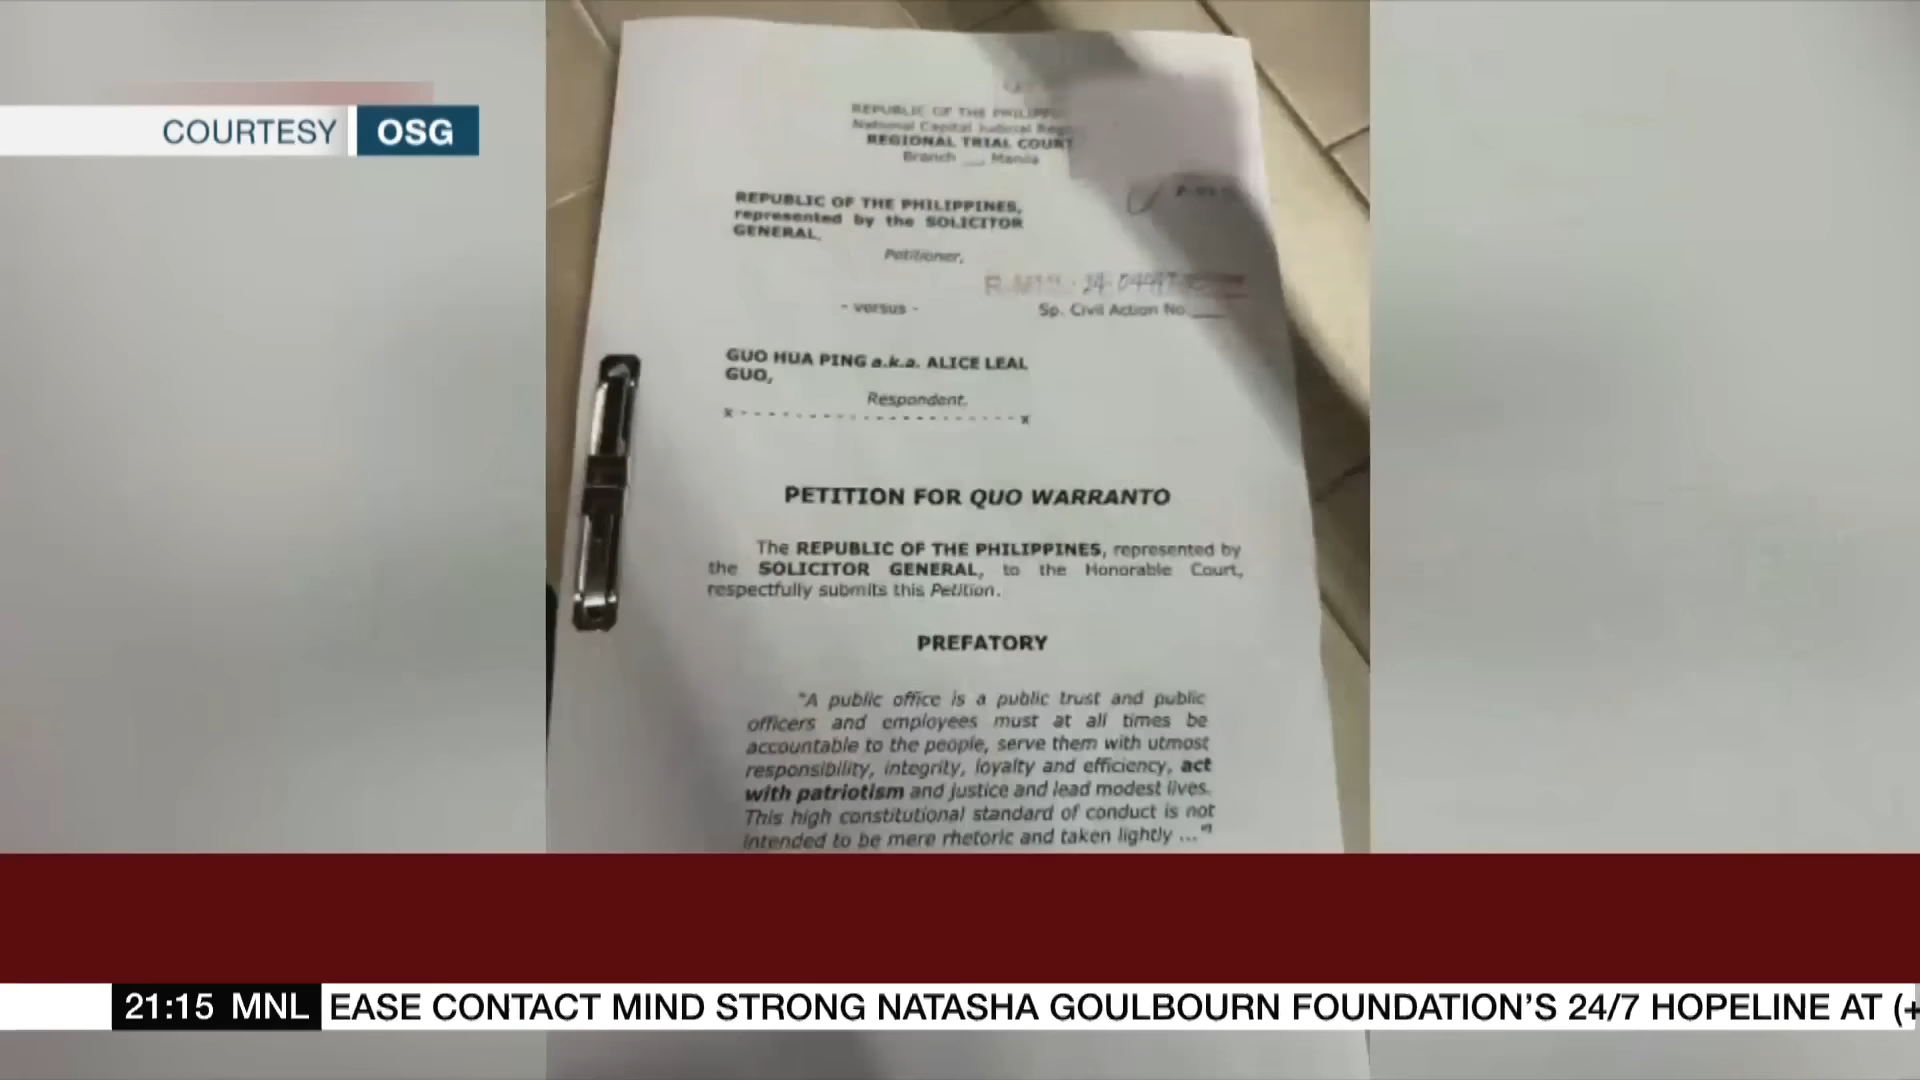 COURTESY OSG
REPUBLIC OF THE
National Capital Judicial
REGIONAL TRIAL COURT
Branch ___ Manila
REPUBLIC OF THE PHILIPPINES,
represented by the SOLICITOR
GENERAL,
Petitioner,
- versus -
Sp. Civil Action No.___
GUO HUA PING a.k.a. ALICE LEAL
GUO,
Respondent.
x - - - - - - - - - - - - - - - - - - - - - - - - x
PETITION FOR QUO WARRANTO
The REPUBLIC OF THE PHILIPPINES, represented by
the SOLICITOR GENERAL, to the Honorable Court,
respectfully submits this Petition.
PREFATORY
"A public office is a public trust and public
officers and employees must at all times be
accountable to the people, serve them with utmost
responsibility, integrity, loyalty and efficiency, act
with patriotism and justice and lead modest lives.
This high constitutional standard of conduct is not
intended to be mere rhetoric and taken lightly ..."1
21:15 MNL EASE CONTACT MIND STRONG NATASHA GOULBOURN FOUNDATION'S 24/7 HOPELINE AT (+